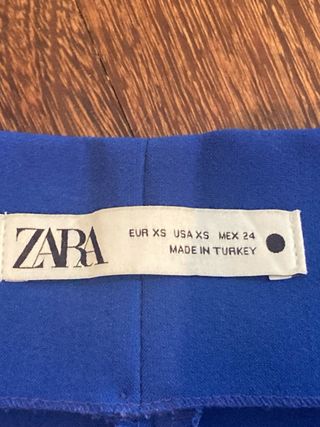 ZARA
EUR XS USA XS MEX 24
MADE IN TURKEY